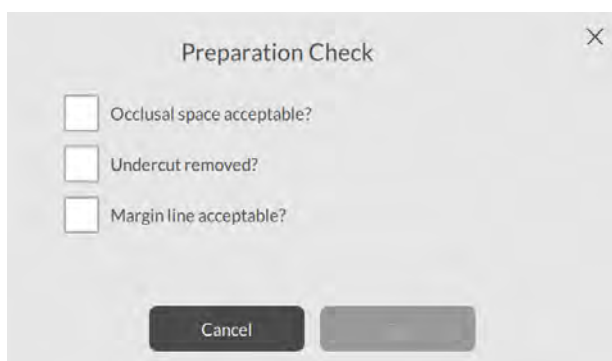 Preparation Check
Occlusal space acceptable?
Undercut removed?
Margin line acceptable?
Cancel